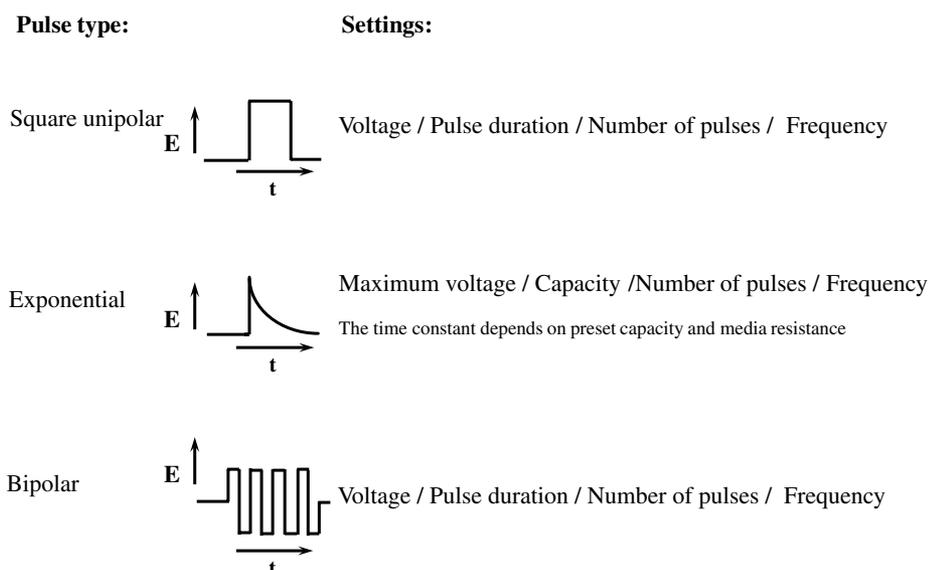 Pulse type: Settings:
Square unipolar
E
Voltage / Pulse duration / Number of pulses / Frequency
t
Exponential
E
Maximum voltage / Capacity /Number of pulses / Frequency
The time constant depends on preset capacity and media resistance
t
Bipolar
E
Voltage / Pulse duration / Number of pulses / Frequency
t